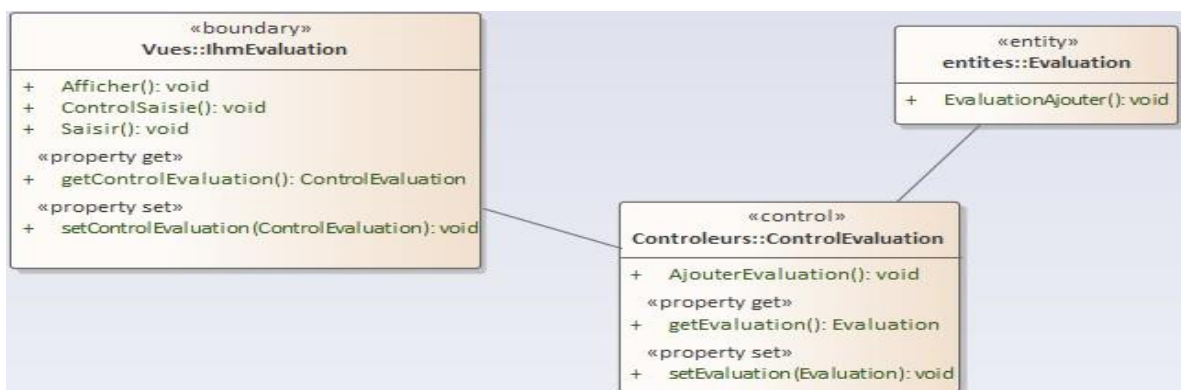 «boundary»
Vues::IhmEvaluation
+ Afficher(): void
+ ControlSaisie(): void
+ Saisir(): void
«property get»
+ getControlEvaluation(): ControlEvaluation
«property set»
+ setControlEvaluation(ControlEvaluation): void
«entity»
entites::Evaluation
+ EvaluationAjouter(): void
«control»
Controleurs::ControlEvaluation
+ AjouterEvaluation(): void
«property get»
+ getEvaluation(): Evaluation
«property set»
+ setEvaluation(Evaluation): void